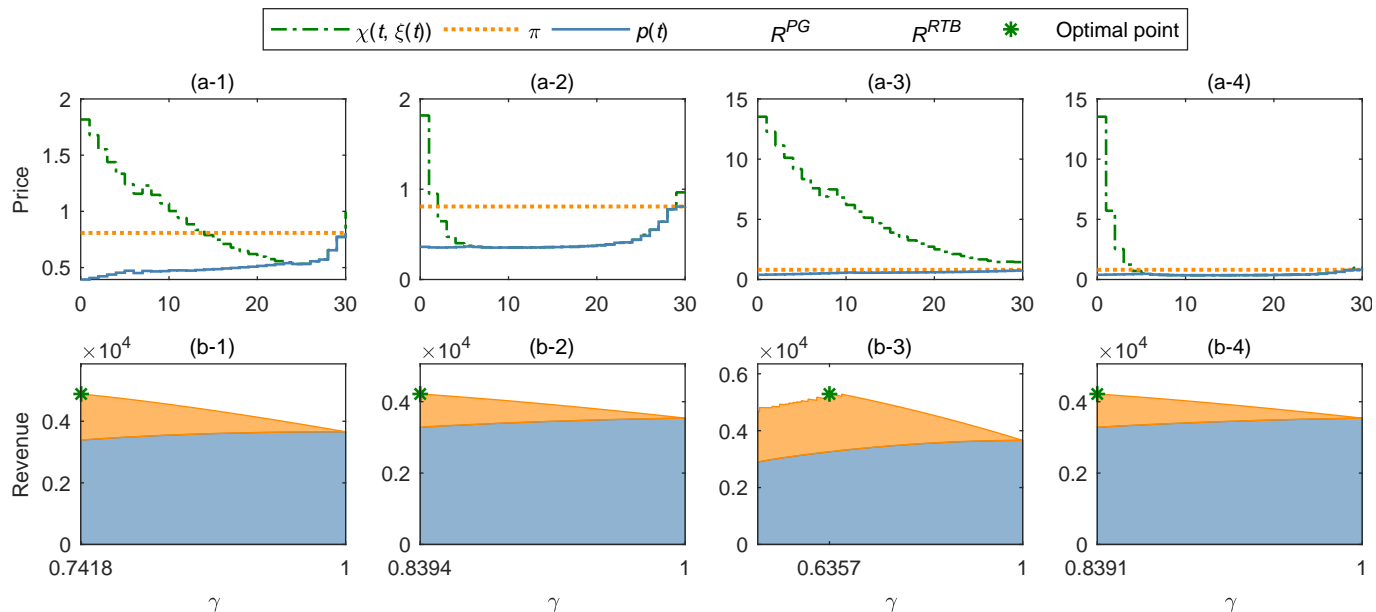 χ(t, ξ(t)) π p(t) R^PG R^RTB Optimal point
(a-1) (a-2) (a-3) (a-4)
Price
2
1.5
1
0.5
0 10 20 30
2
1
0
0 10 20 30
15
10
5
0
0 10 20 30
15
10
5
0
0 10 20 30
(b-1) (b-2) (b-3) (b-4)
Revenue
×10^4
0.4
0.2
0
0.7418 1
γ
×10^4
0.4
0.2
0
0.8394 1
γ
×10^4
0.6
0.4
0.2
0
0.6357 1
γ
×10^4
0.4
0.2
0
0.8391 1
γ